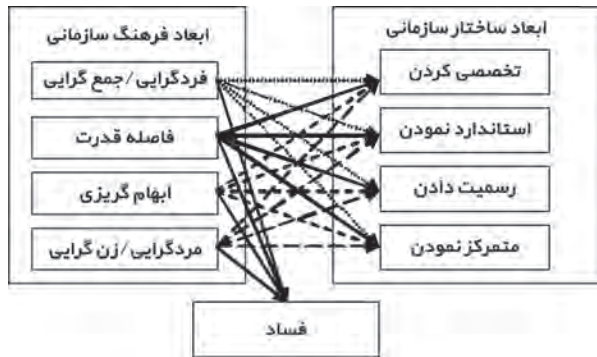 ابعاد ساختار سازمانی
تخصصی کردن
استاندارد نمودن
رسمیت دادن
متمرکز نمودن
ابعاد فرهنگ سازمانی
فردگرایی/جمع گرایی
فاصله قدرت
ابهام گریزی
مردگرایی/زن گرایی
فساد